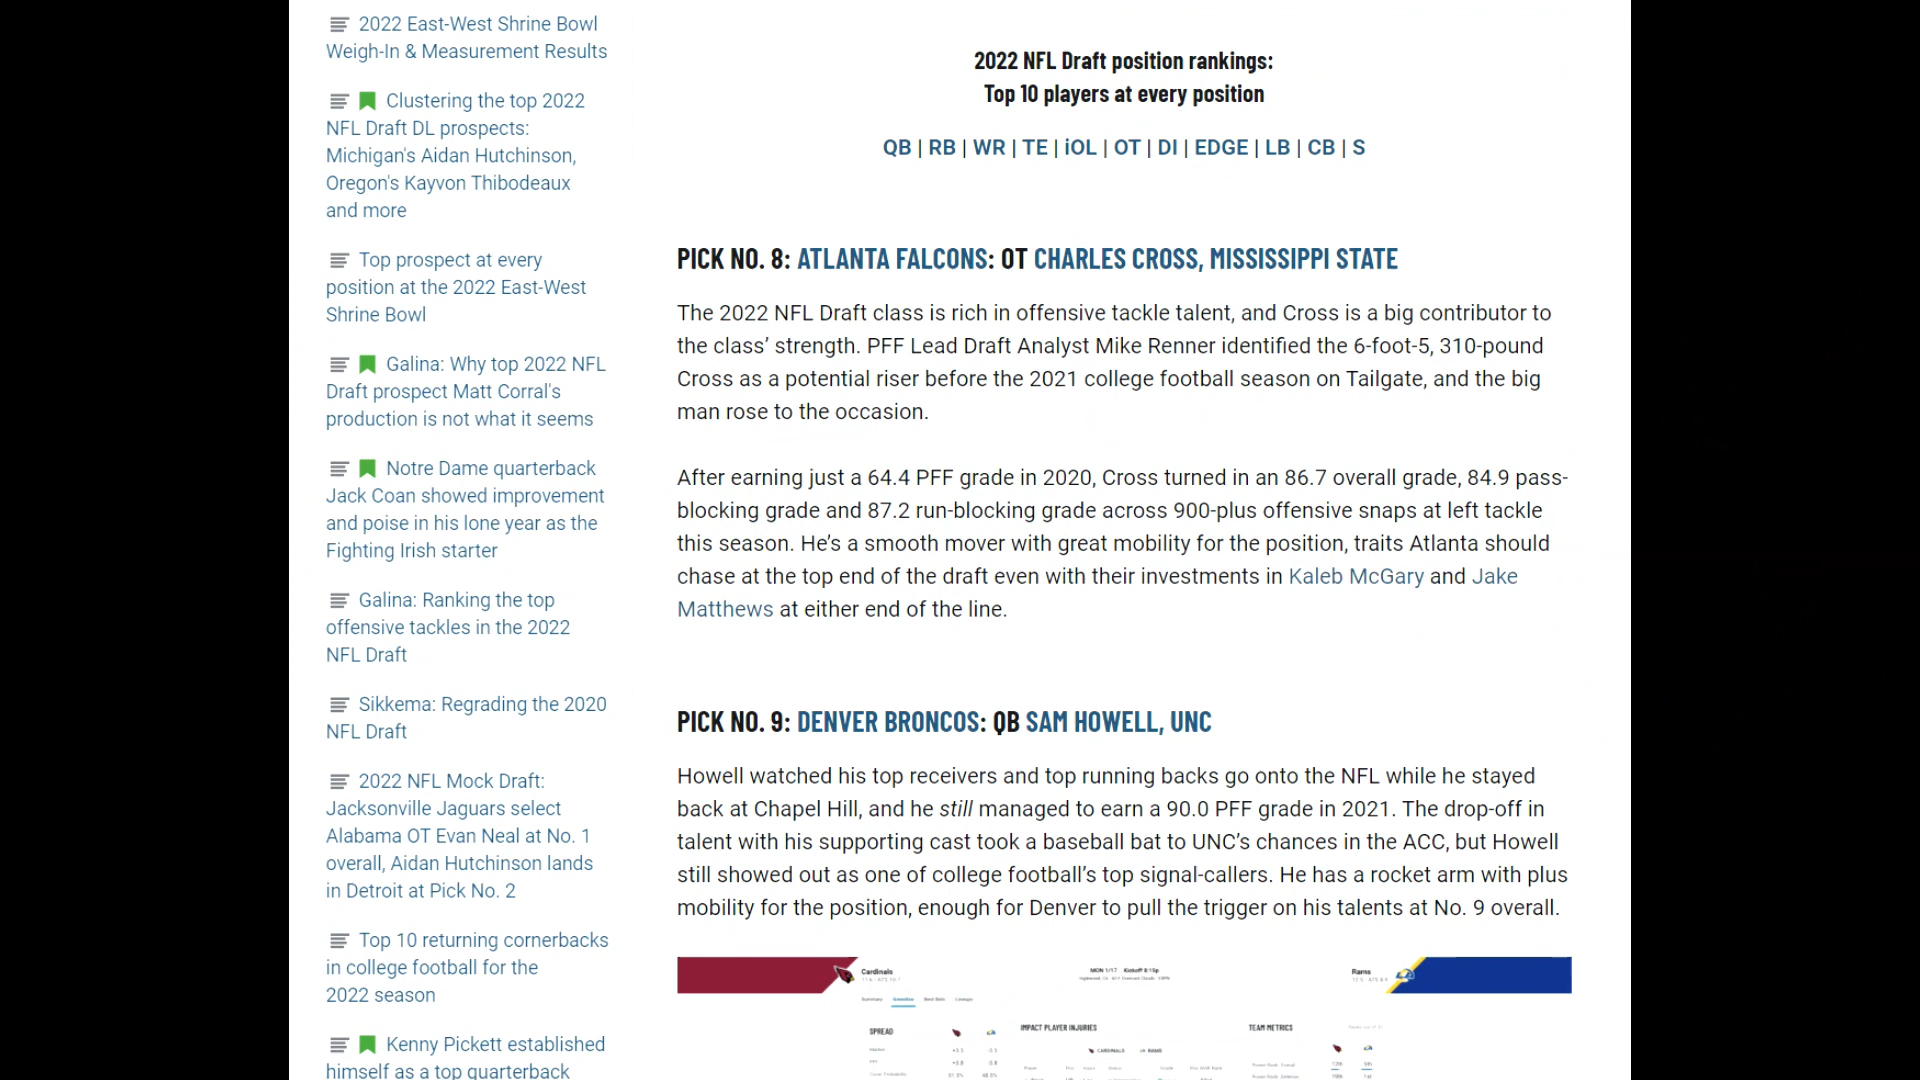 2022 East-West Shrine Bowl
Weigh-In & Measurement Results
Clustering the top 2022
NFL Draft DL prospects:
Michigan's Aidan Hutchinson,
Oregon's Kayvon Thibodeaux
and more
Top prospect at every
position at the 2022 East-West
Shrine Bowl
Galina: Why top 2022 NFL
Draft prospect Matt Corral's
production is not what it seems
Notre Dame quarterback
Jack Coan showed improvement
and poise in his lone year as the
Fighting Irish starter
Galina: Ranking the top
offensive tackles in the 2022
NFL Draft
Sikkema: Regrading the 2020
NFL Draft
2022 NFL Mock Draft:
Jacksonville Jaguars select
Alabama OT Evan Neal at No. 1
overall, Aidan Hutchinson lands
in Detroit at Pick No. 2
Top 10 returning cornerbacks
in college football for the
2022 season
Kenny Pickett established
himself as a top quarterback
2022 NFL Draft position rankings:
Top 10 players at every position
QB | RB | WR | TE | iOL | OT | DI | EDGE | LB | CB | S
PICK NO. 8: ATLANTA FALCONS: OT CHARLES CROSS, MISSISSIPPI STATE
The 2022 NFL Draft class is rich in offensive tackle talent, and Cross is a big contributor to
the class’ strength. PFF Lead Draft Analyst Mike Renner identified the 6-foot-5, 310-pound
Cross as a potential riser before the 2021 college football season on Tailgate, and the big
man rose to the occasion.
After earning just a 64.4 PFF grade in 2020, Cross turned in an 86.7 overall grade, 84.9 pass-
blocking grade and 87.2 run-blocking grade across 900-plus offensive snaps at left tackle
this season. He’s a smooth mover with great mobility for the position, traits Atlanta should
chase at the top end of the draft even with their investments in Kaleb McGary and Jake
Matthews at either end of the line.
PICK NO. 9: DENVER BRONCOS: QB SAM HOWELL, UNC
Howell watched his top receivers and top running backs go onto the NFL while he stayed
back at Chapel Hill, and he still managed to earn a 90.0 PFF grade in 2021. The drop-off in
talent with his supporting cast took a baseball bat to UNC’s chances in the ACC, but Howell
still showed out as one of college football’s top signal-callers. He has a rocket arm with plus
mobility for the position, enough for Denver to pull the trigger on his talents at No. 9 overall.
Cardinals
MON 1/17 Kickoff 8:15p
Rams
Summary Gameline Best Bets Lineups
SPREAD
IMPACT PLAYER INJURIES
TEAM METRICS
CARDINALS
RAMS